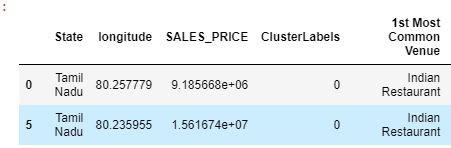 :
State longitude SALES_PRICE ClusterLabels 1st Most Common Venue
0 Tamil Nadu 80.257779 9.185668e+06 0 Indian Restaurant
5 Tamil Nadu 80.235955 1.561674e+07 0 Indian Restaurant